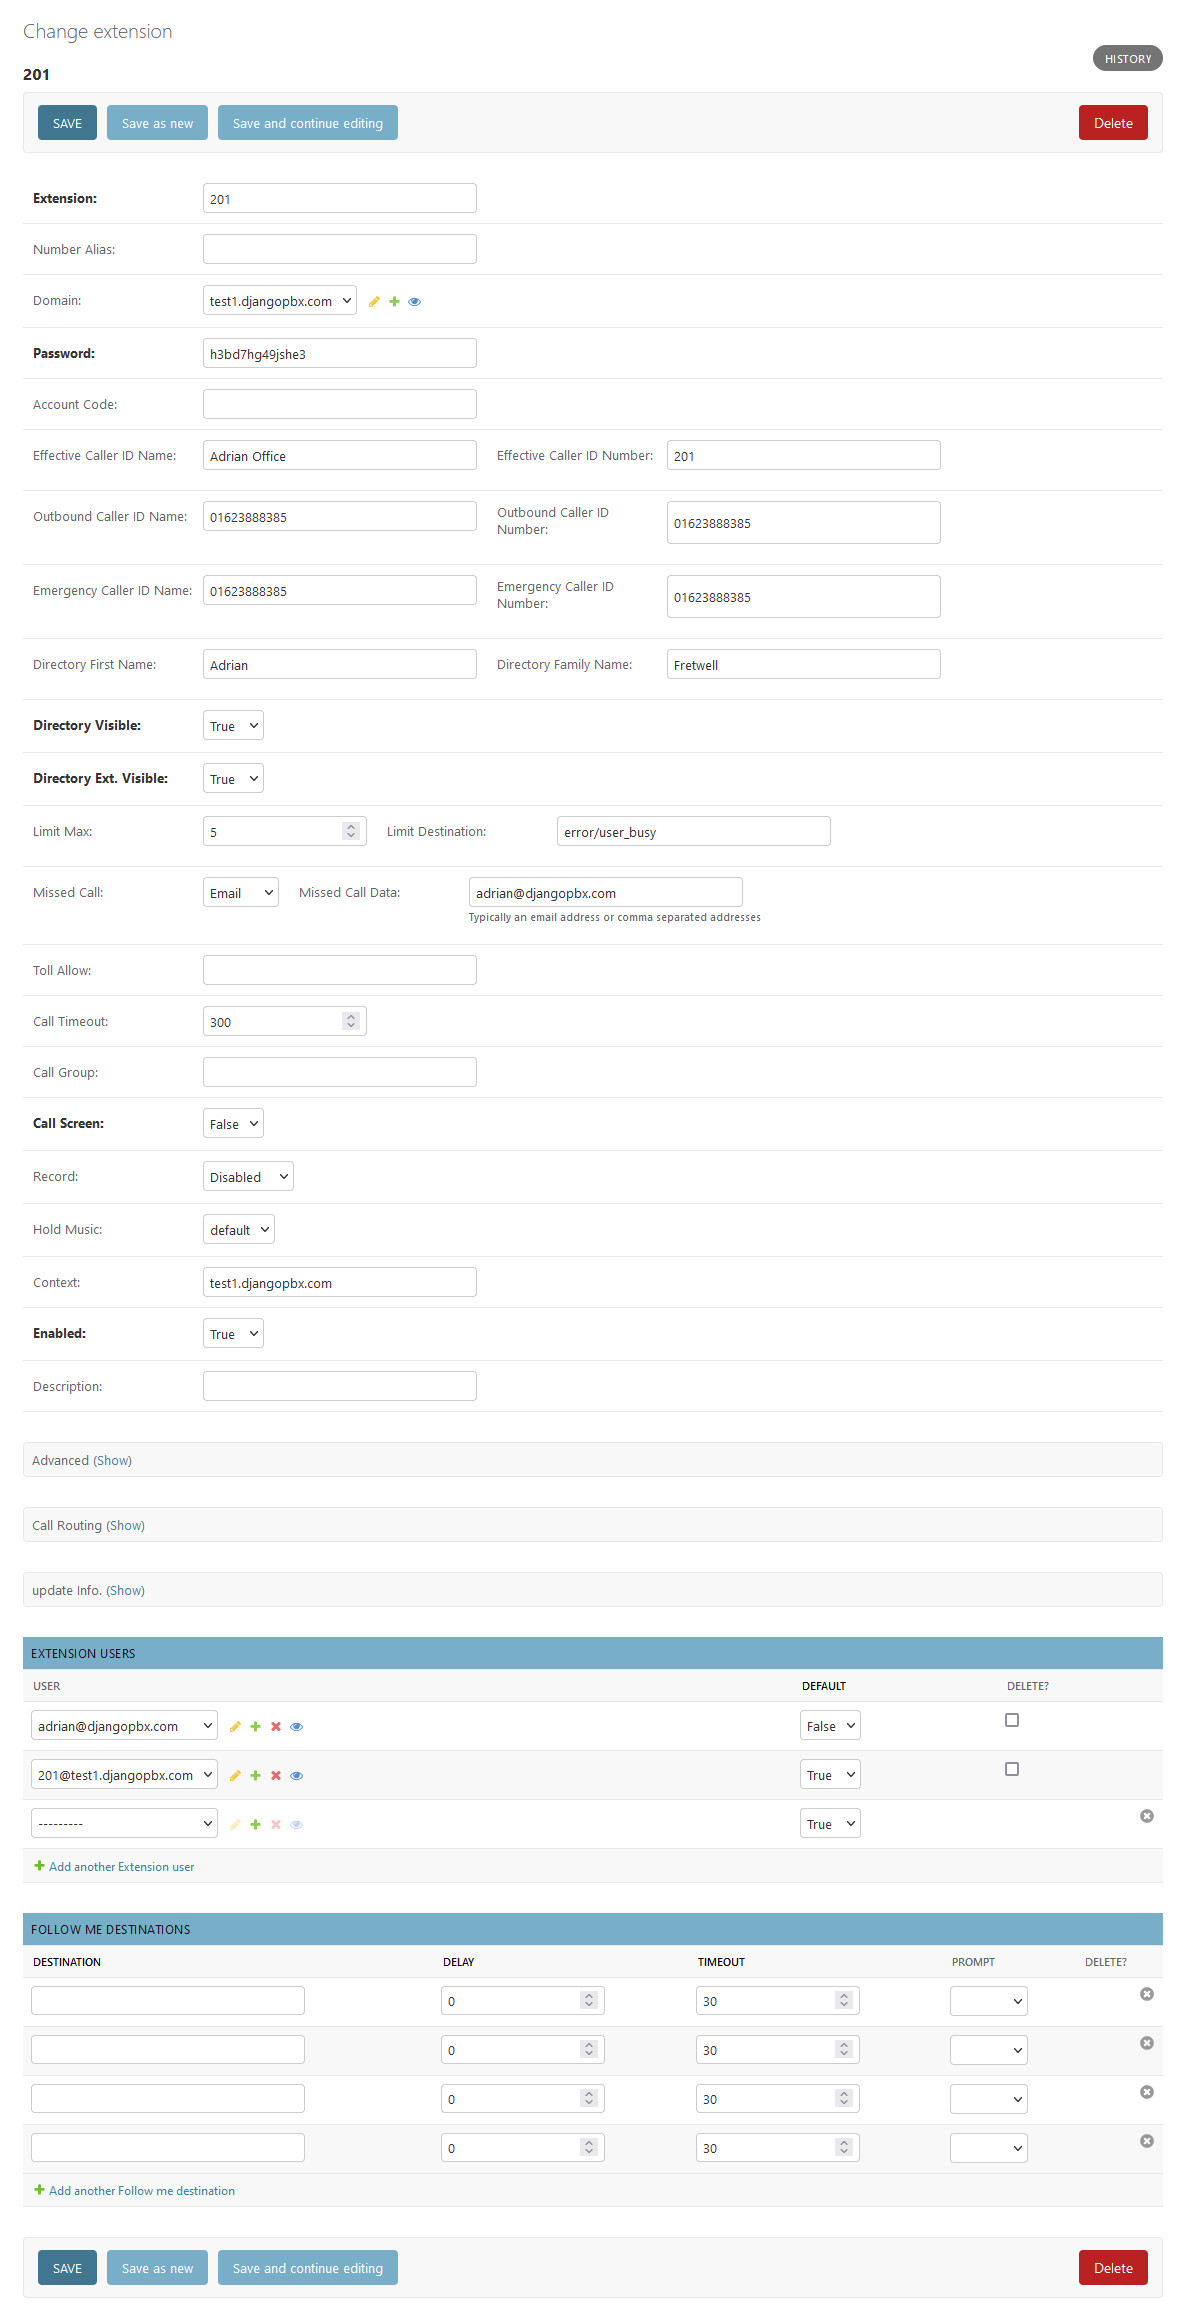 Change extension
HISTORY
201
SAVE Save as new Save and continue editing Delete
Extension: 201
Number Alias:
Domain: test1.djangopbx.com
Password: h3bd7hg49jshe3
Account Code:
Effective Caller ID Name: Adrian Office Effective Caller ID Number: 201
Outbound Caller ID Name: 01623888385 Outbound Caller ID Number: 01623888385
Emergency Caller ID Name: 01623888385 Emergency Caller ID Number: 01623888385
Directory First Name: Adrian Directory Family Name: Fretwell
Directory Visible: True
Directory Ext. Visible: True
Limit Max: 5 Limit Destination: error/user_busy
Missed Call: Email Missed Call Data: adrian@djangopbx.com
Typically an email address or comma separated addresses
Toll Allow:
Call Timeout: 300
Call Group:
Call Screen: False
Record: Disabled
Hold Music: default
Context: test1.djangopbx.com
Enabled: True
Description:
Advanced (Show)
Call Routing (Show)
update Info. (Show)
EXTENSION USERS
USER DEFAULT DELETE?
adrian@djangopbx.com False
201@test1.djangopbx.com True
--------- True
Add another Extension user
FOLLOW ME DESTINATIONS
DESTINATION DELAY TIMEOUT PROMPT DELETE?
0 30
0 30
0 30
0 30
Add another Follow me destination
SAVE Save as new Save and continue editing Delete